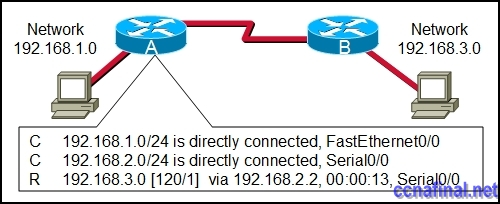 Network
192.168.1.0
A
B
Network
192.168.3.0
C 192.168.1.0/24 is directly connected, FastEthernet0/0
C 192.168.2.0/24 is directly connected, Serial0/0
R 192.168.3.0 [120/1] via 192.168.2.2, 00:00:13, Serial0/0
ccnafinal.net